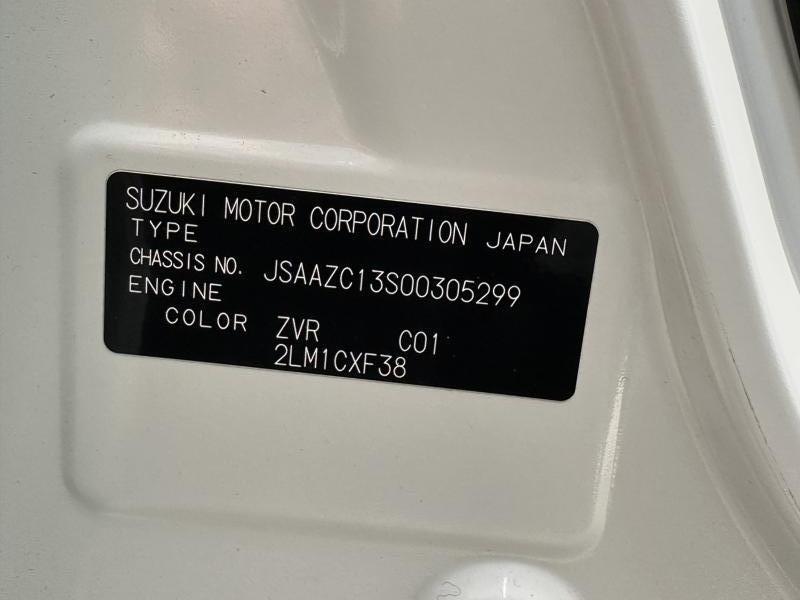 SUZUKI MOTOR CORPORATION JAPAN
TYPE
CHASSIS NO. JSAAZC13S00305299
ENGINE
COLOR ZVR C01
2LM1CXF38